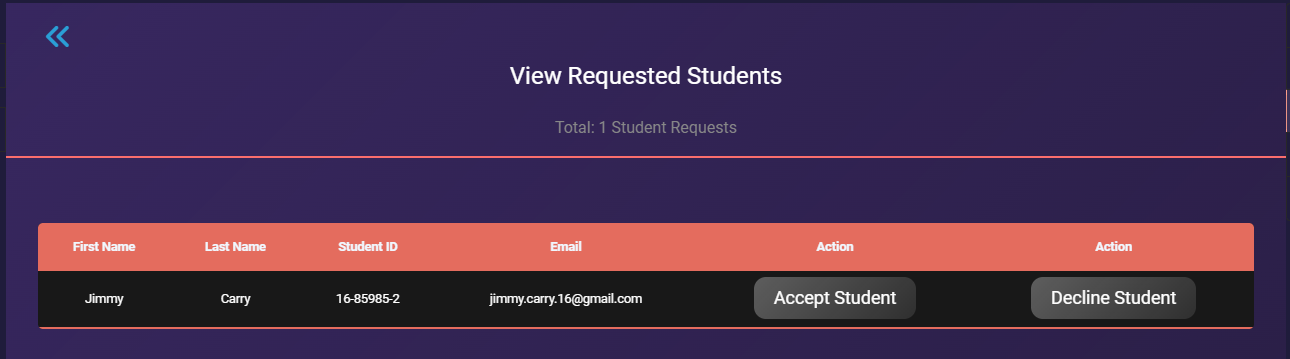 View Requested Students
Total: 1 Student Requests
First Name Last Name Student ID Email Action Action
Jimmy Carry 16-85985-2 jimmy.carry.16@gmail.com Accept Student Decline Student